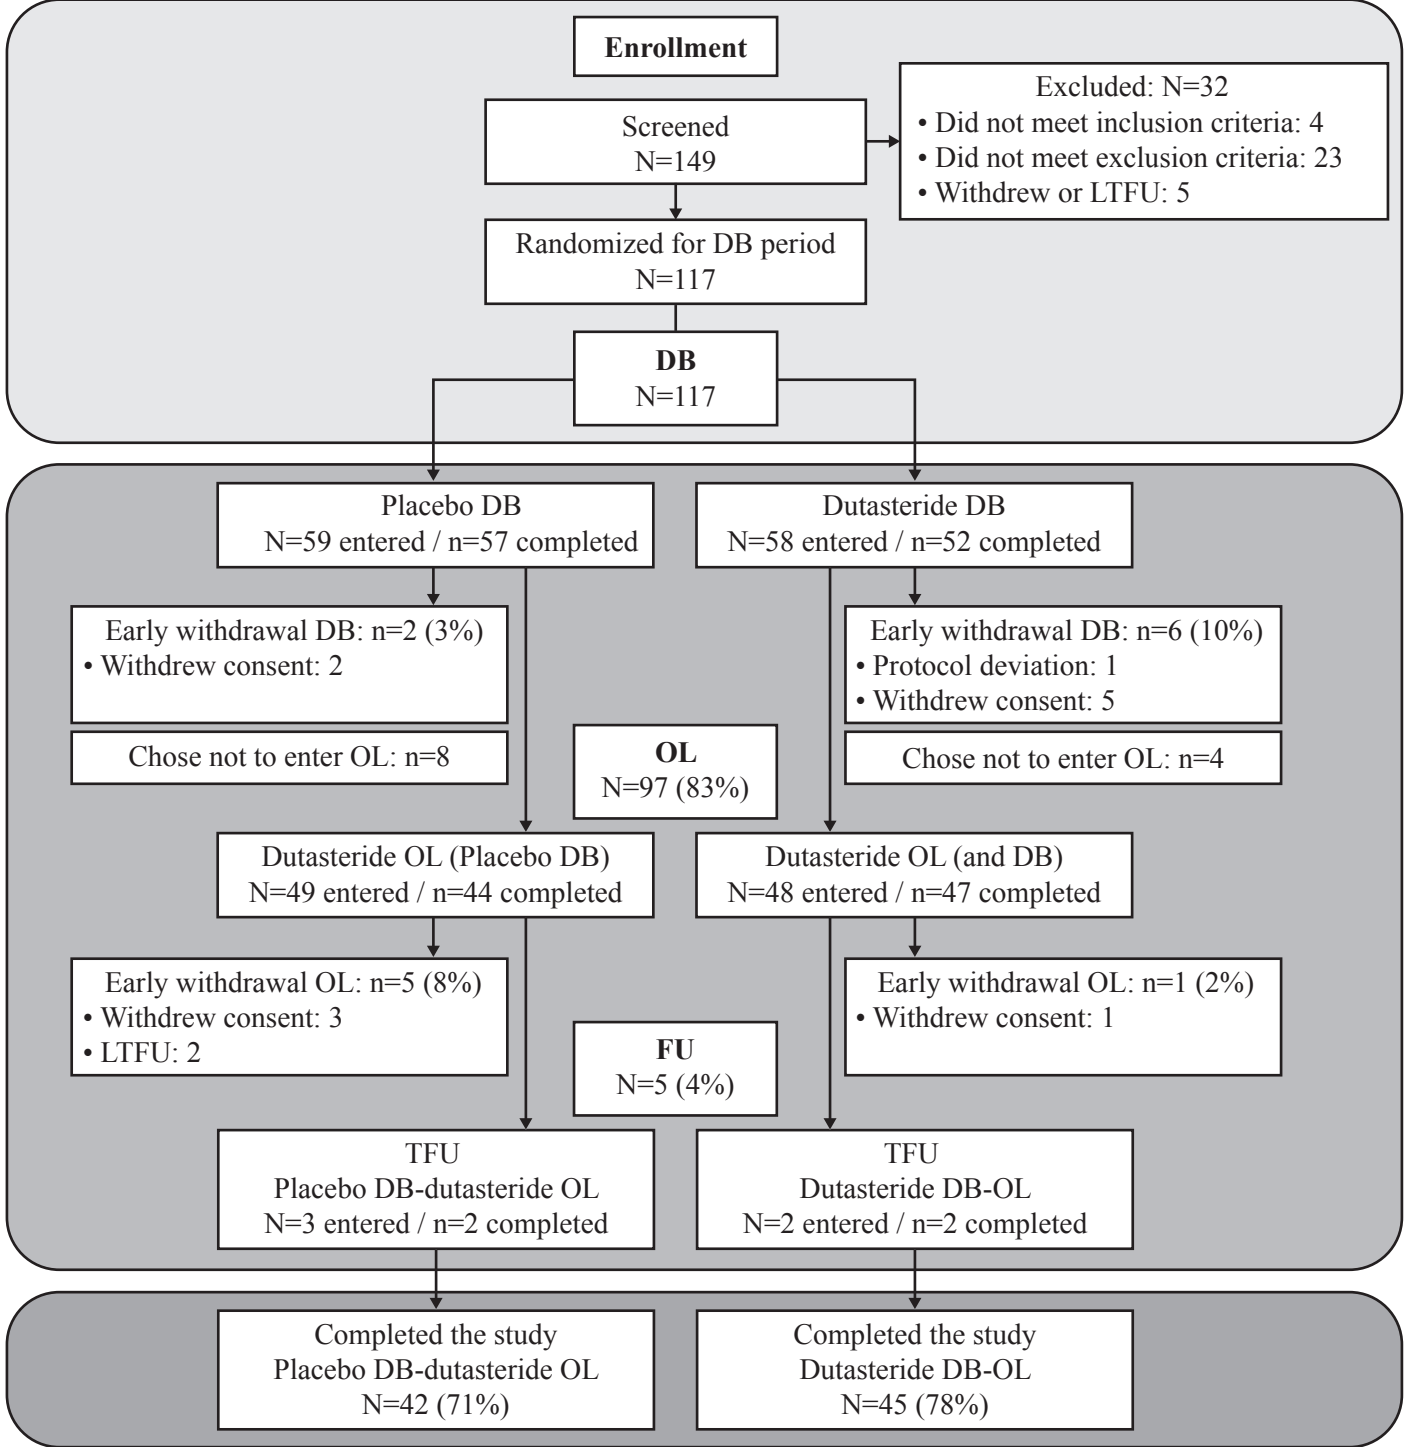 Enrollment
Screened
N=149
Excluded: N=32
• Did not meet inclusion criteria: 4
• Did not meet exclusion criteria: 23
• Withdrew or LTFU: 5
Randomized for DB period
N=117
DB
N=117
Placebo DB
N=59 entered / n=57 completed
Dutasteride DB
N=58 entered / n=52 completed
Early withdrawal DB: n=2 (3%)
• Withdrew consent: 2
Early withdrawal DB: n=6 (10%)
• Protocol deviation: 1
• Withdrew consent: 5
Chose not to enter OL: n=8
OL
N=97 (83%)
Chose not to enter OL: n=4
Dutasteride OL (Placebo DB)
N=49 entered / n=44 completed
Dutasteride OL (and DB)
N=48 entered / n=47 completed
Early withdrawal OL: n=5 (8%)
• Withdrew consent: 3
• LTFU: 2
Early withdrawal OL: n=1 (2%)
• Withdrew consent: 1
FU
N=5 (4%)
TFU
Placebo DB-dutasteride OL
N=3 entered / n=2 completed
TFU
Dutasteride DB-OL
N=2 entered / n=2 completed
Completed the study
Placebo DB-dutasteride OL
N=42 (71%)
Completed the study
Dutasteride DB-OL
N=45 (78%)